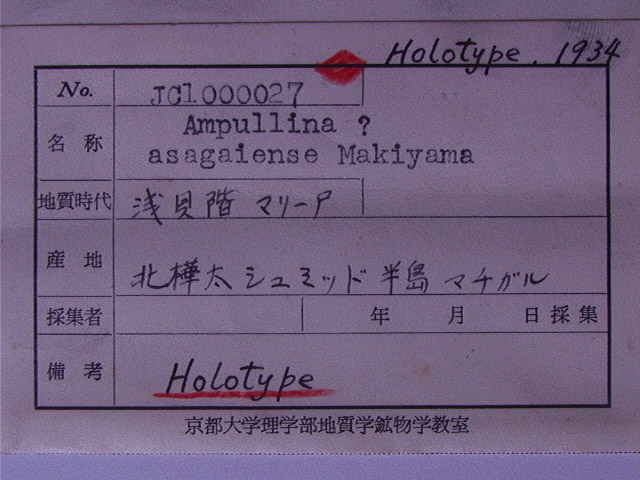 Holotype. 1934
No. JC1000027
名称 Ampullina ?
asagaiense Makiyama
地質時代 浅貝階 マリーP
産地 北樺太シュミッド半島 マチガル
採集者 年 月 日採集
備考 Holotype
京都大学理学部地質学鉱物学教室